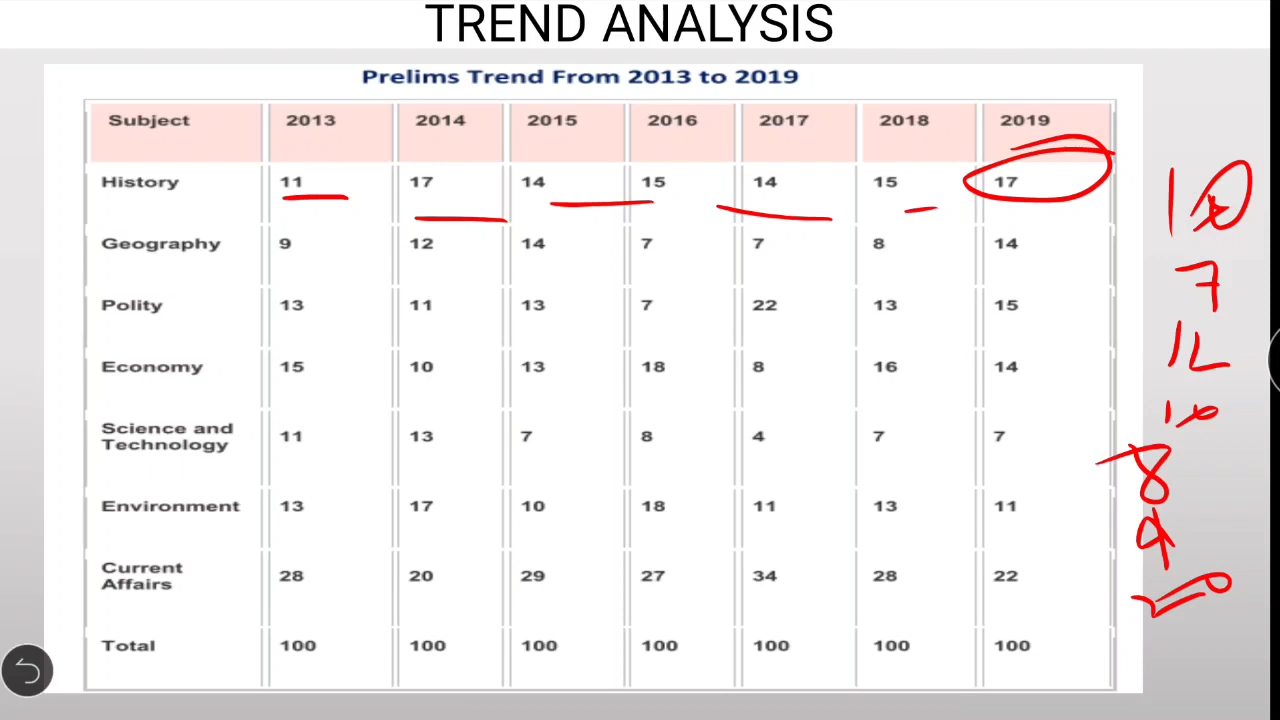 TREND ANALYSIS
Prelims Trend From 2013 to 2019
Subject 2013 2014 2015 2016 2017 2018 2019
History 11 17 14 15 14 15 17
Geography 9 12 14 7 7 8 14
7
Polity 13 11 13 7 22 13 15
12
Economy 15 10 13 18 8 16 14
10
Science and
Technology 11 13 7 8 4 7 7
8
Environment 13 17 10 18 11 13 11
Current
Affairs 28 20 29 27 34 28 22
Total 100 100 100 100 100 100 100